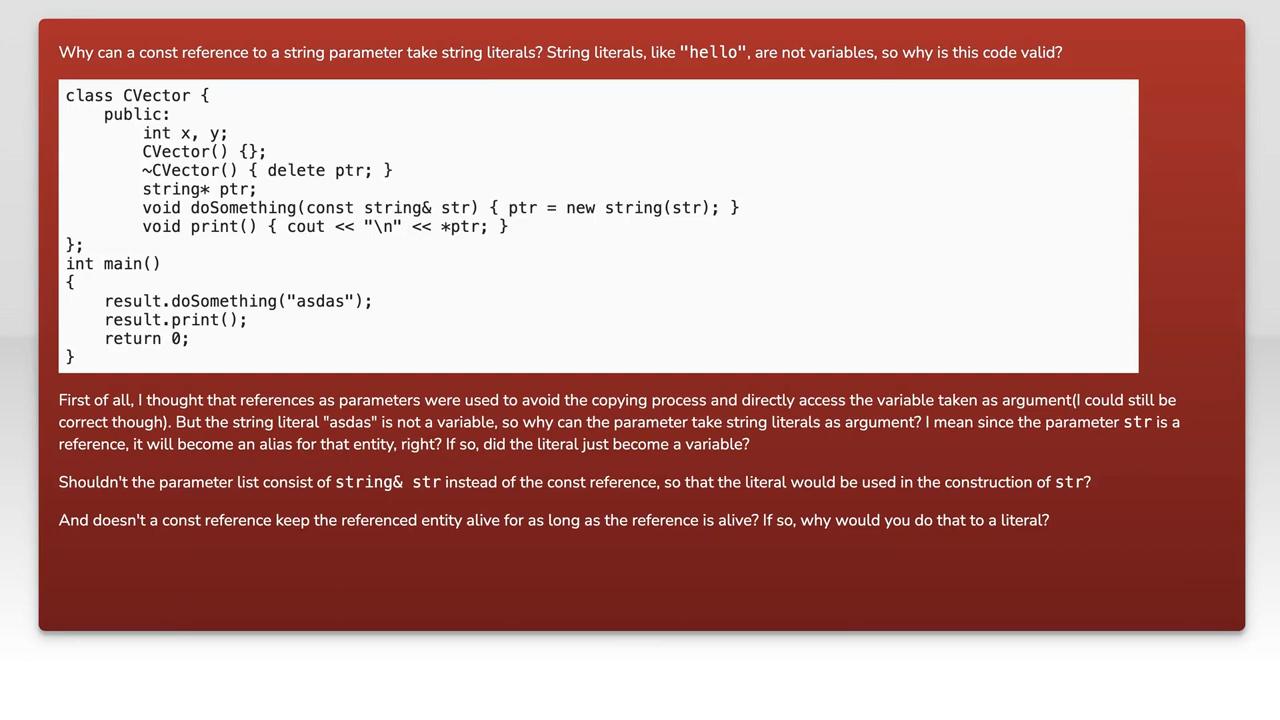 Why can a const reference to a string parameter take string literals? String literals, like "hello", are not variables, so why is this code valid?
class CVector {
    public:
        int x, y;
        CVector() {};
        ~CVector() { delete ptr; }
        string* ptr;
        void doSomething(const string& str) { ptr = new string(str); }
        void print() { cout << "\n" << *ptr; }
};
int main()
{
    result.doSomething("asdas");
    result.print();
    return 0;
}
First of all, I thought that references as parameters were used to avoid the copying process and directly access the variable taken as argument(I could still be
correct though). But the string literal "asdas" is not a variable, so why can the parameter take string literals as argument? I mean since the parameter str is a
reference, it will become an alias for that entity, right? If so, did the literal just become a variable?
Shouldn't the parameter list consist of string& str instead of the const reference, so that the literal would be used in the construction of str?
And doesn't a const reference keep the referenced entity alive for as long as the reference is alive? If so, why would you do that to a literal?